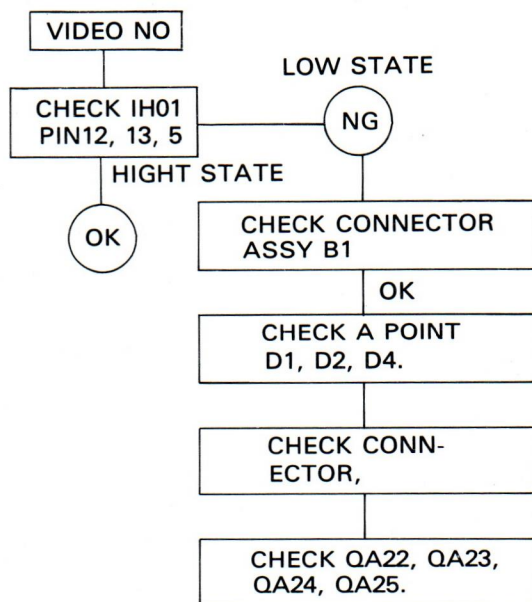 VIDEO NO
LOW STATE
CHECK IH01
PIN12, 13, 5
NG
HIGHT STATE
OK
CHECK CONNECTOR
ASSY B1
OK
CHECK A POINT
D1, D2, D4.
CHECK CONN-
ECTOR,
CHECK QA22, QA23,
QA24, QA25.